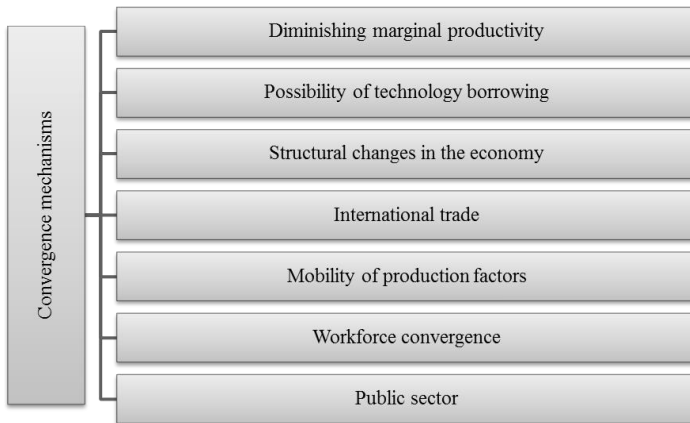 Convergence mechanisms
Diminishing marginal productivity
Possibility of technology borrowing
Structural changes in the economy
International trade
Mobility of production factors
Workforce convergence
Public sector